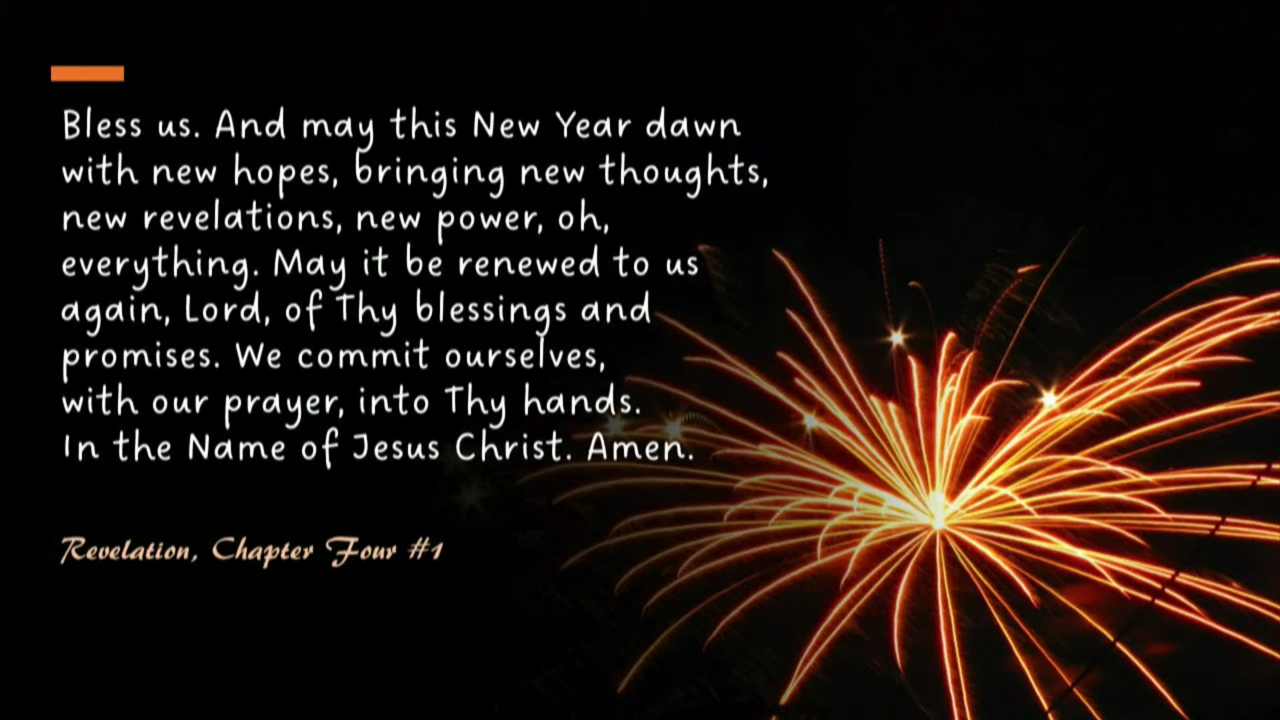 Bless us. And may this New Year dawn
with new hopes, bringing new thoughts,
new revelations, new power, oh,
everything. May it be renewed to us
again, Lord, of Thy blessings and
promises. We commit ourselves,
with our prayer, into Thy hands.
In the Name of Jesus Christ. Amen.
Revelation, Chapter Four #1